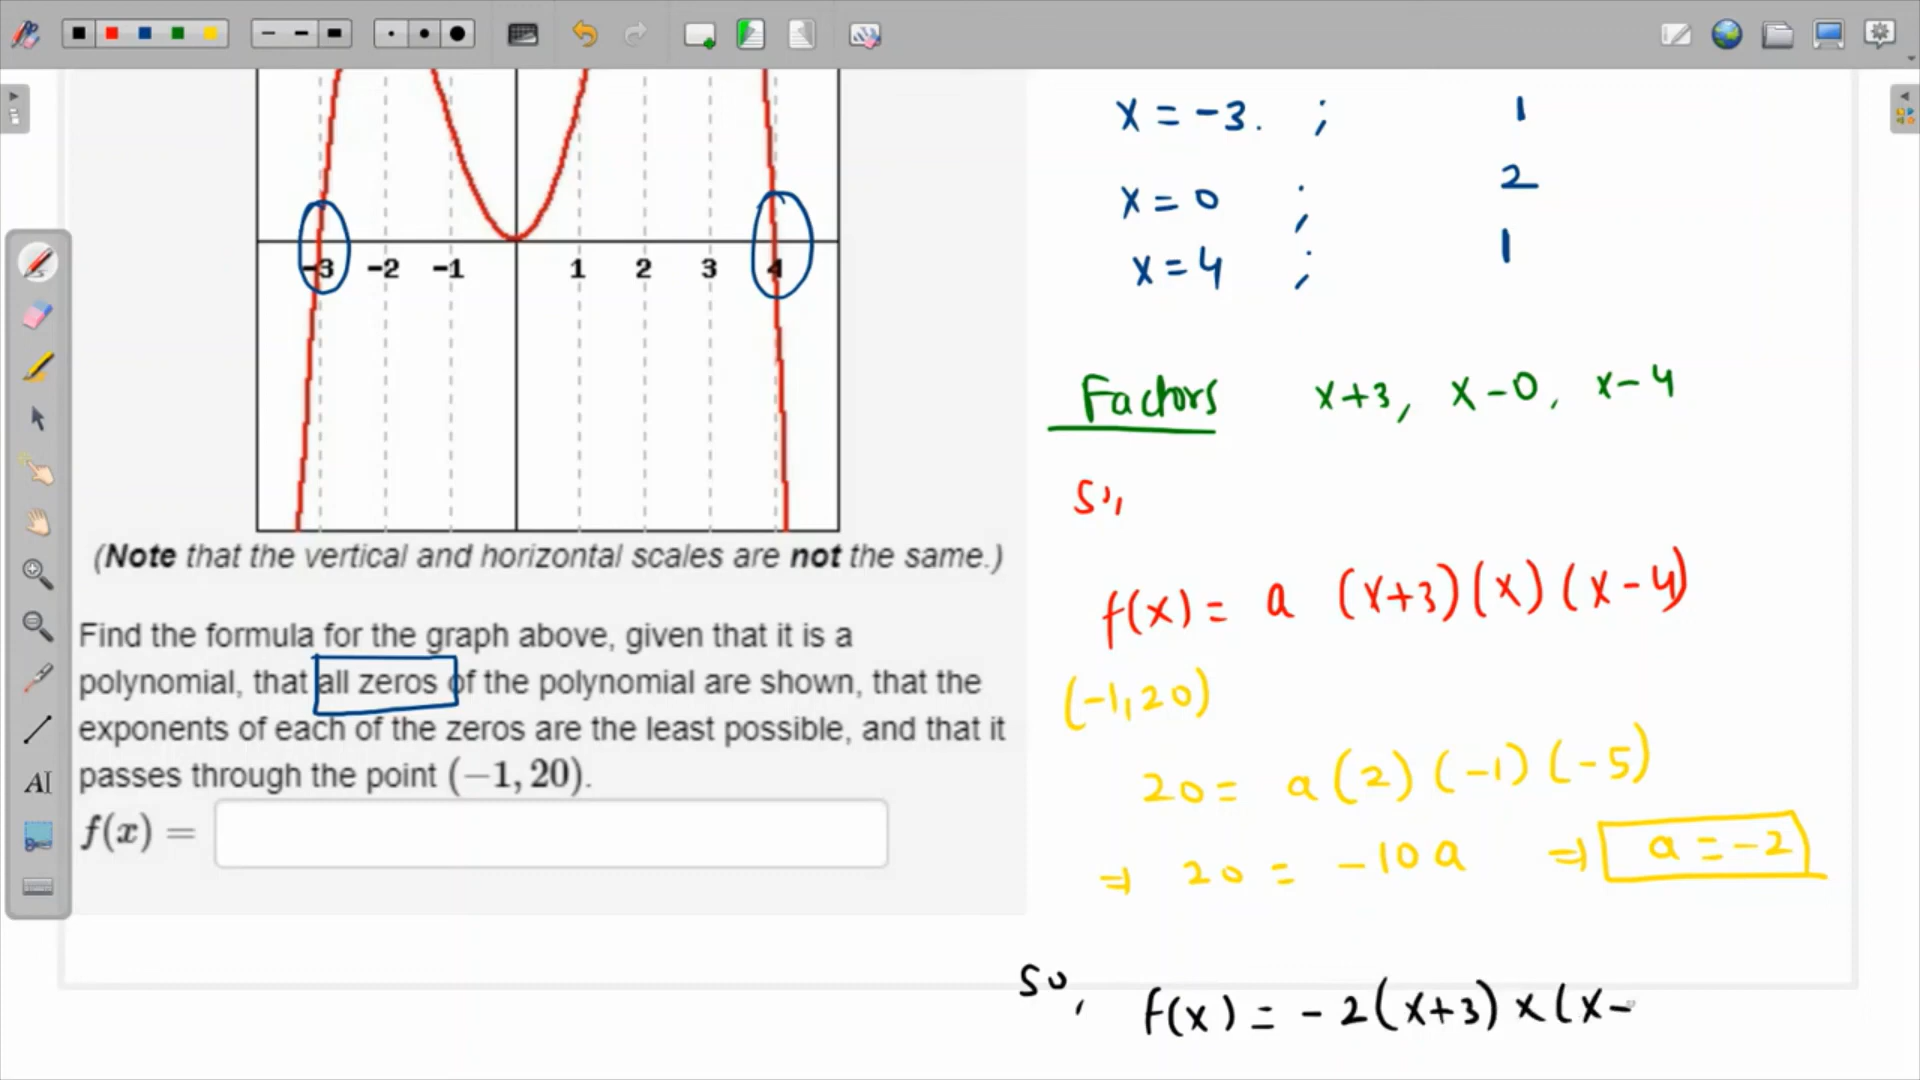 x = -3. ; 1
x = 0 ; 2
x = 4 ; 1
-3 -2 -1 1 2 3 4
Factors x+3, x-0, x-4
So,
(Note that the vertical and horizontal scales are not the same.)
f(x) = a (x+3)(x)(x-4)
Find the formula for the graph above, given that it is a
polynomial, that all zeros of the polynomial are shown, that the
exponents of each of the zeros are the least possible, and that it
passes through the point (−1, 20).
f(x) =
(-1,20)
20 = a(2)(-1)(-5)
⇒ 20 = -10a ⇒ a = -2
So, f(x) = -2(x+3)x(x-
AI